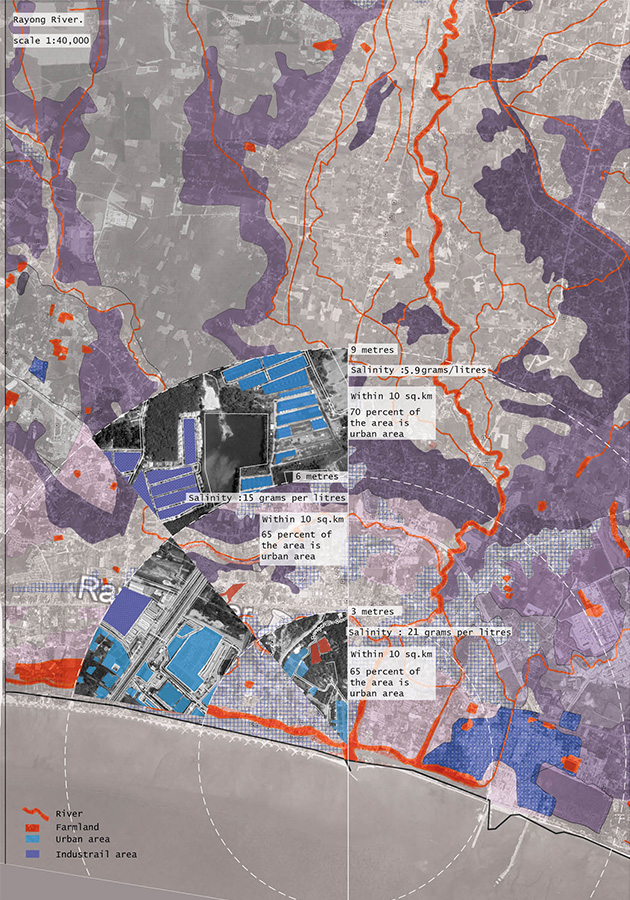 Rayong River.
scale 1:40,000
9 metres
Salinity :5.9grams/litres
Within 10 sq.km
70 percent of
the area is
urban area
6 metres
Salinity :15 grams per litres
Within 10 sq.km
65 percent of
the area is
urban area
3 metres
Salinity : 21 grams per litres
Within 10 sq.km
65 percent of
the area is
urban area
River
Farmland
Urban area
Industrail area